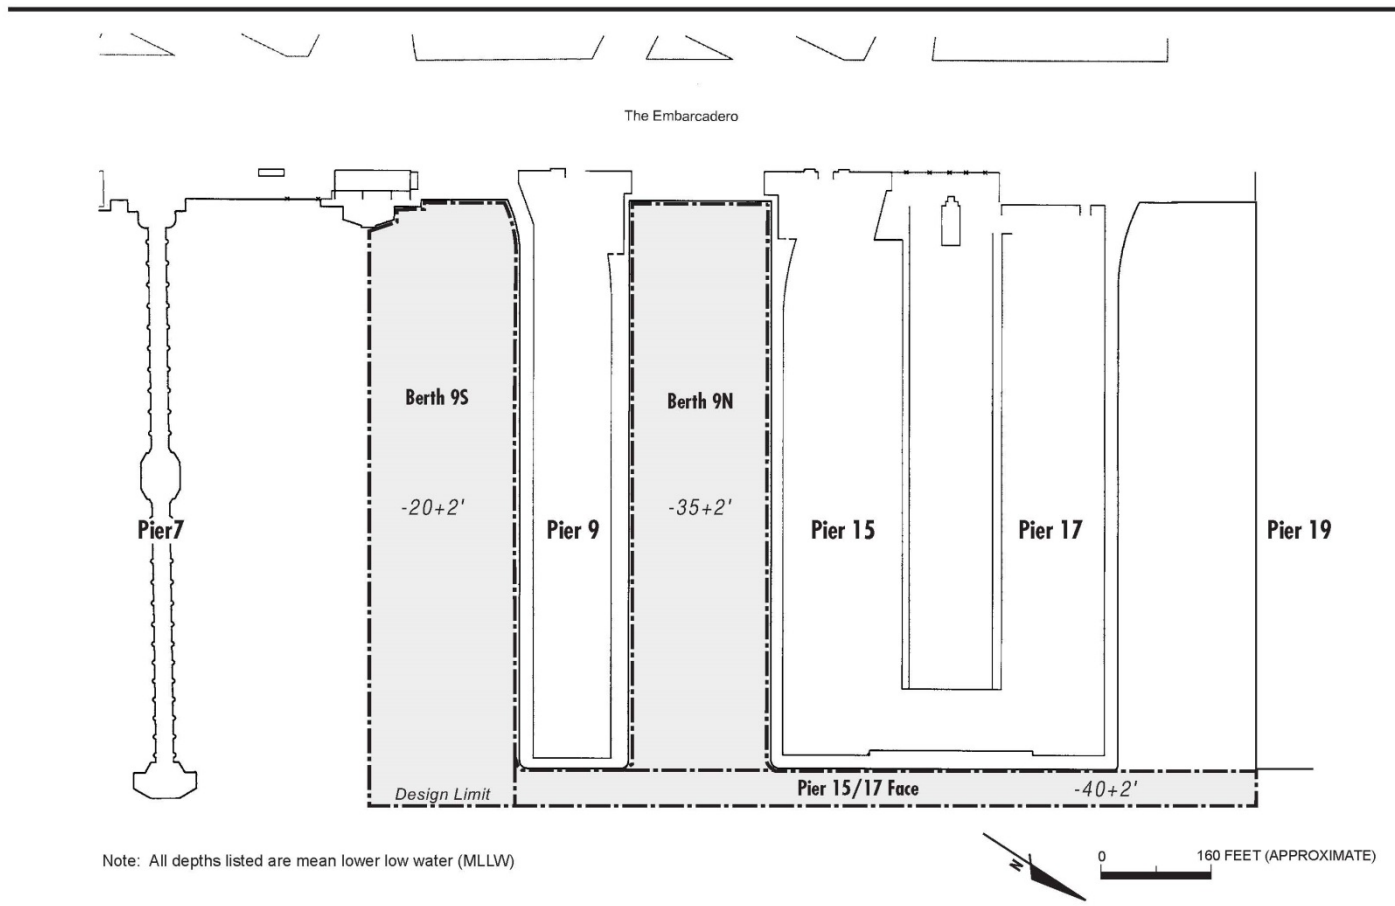 The Embarcadero
Berth 9S
Berth 9N
-20+2'
-35+2'
Pier7
Pier 9
Pier 15
Pier 17
Pier 19
Design Limit
Pier 15/17 Face
-40+2'
Note: All depths listed are mean lower low water (MLLW)
N
0
160 FEET (APPROXIMATE)